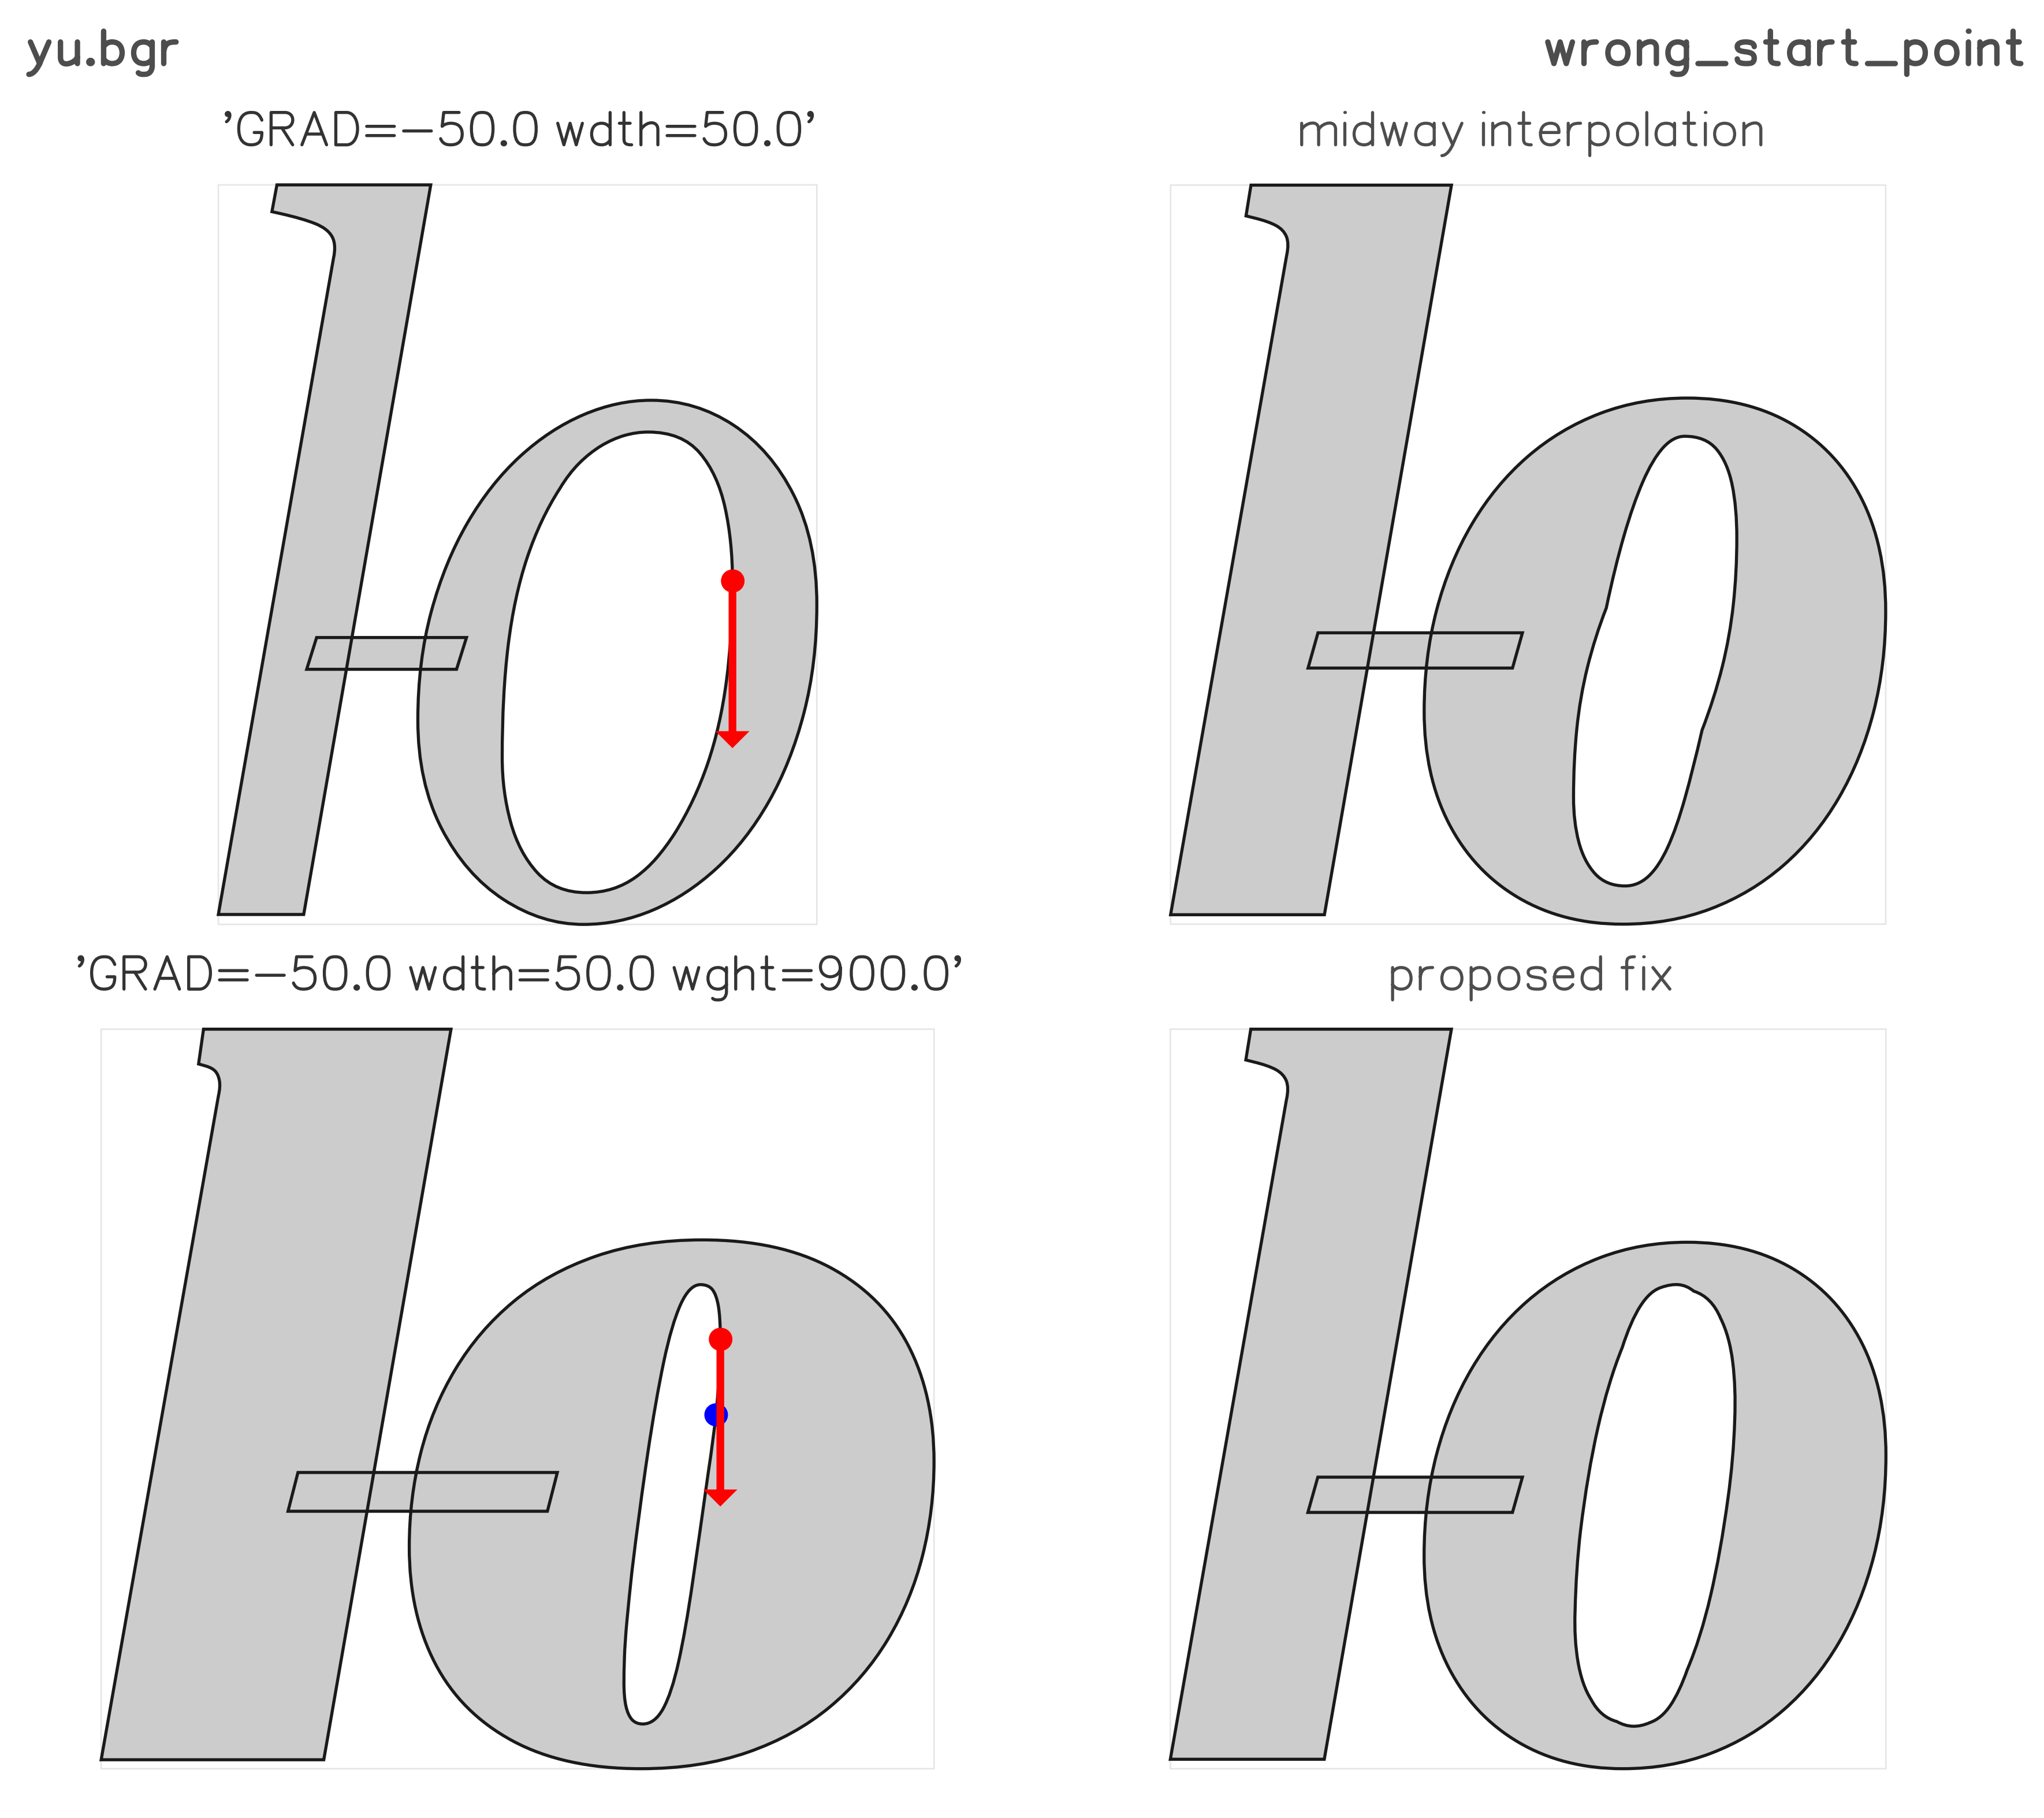 yu.bgr
wrong_start_point
'GRAD=−50.0 wdth=50.0'
midway interpolation
'GRAD=−50.0 wdth=50.0 wght=900.0'
proposed fix